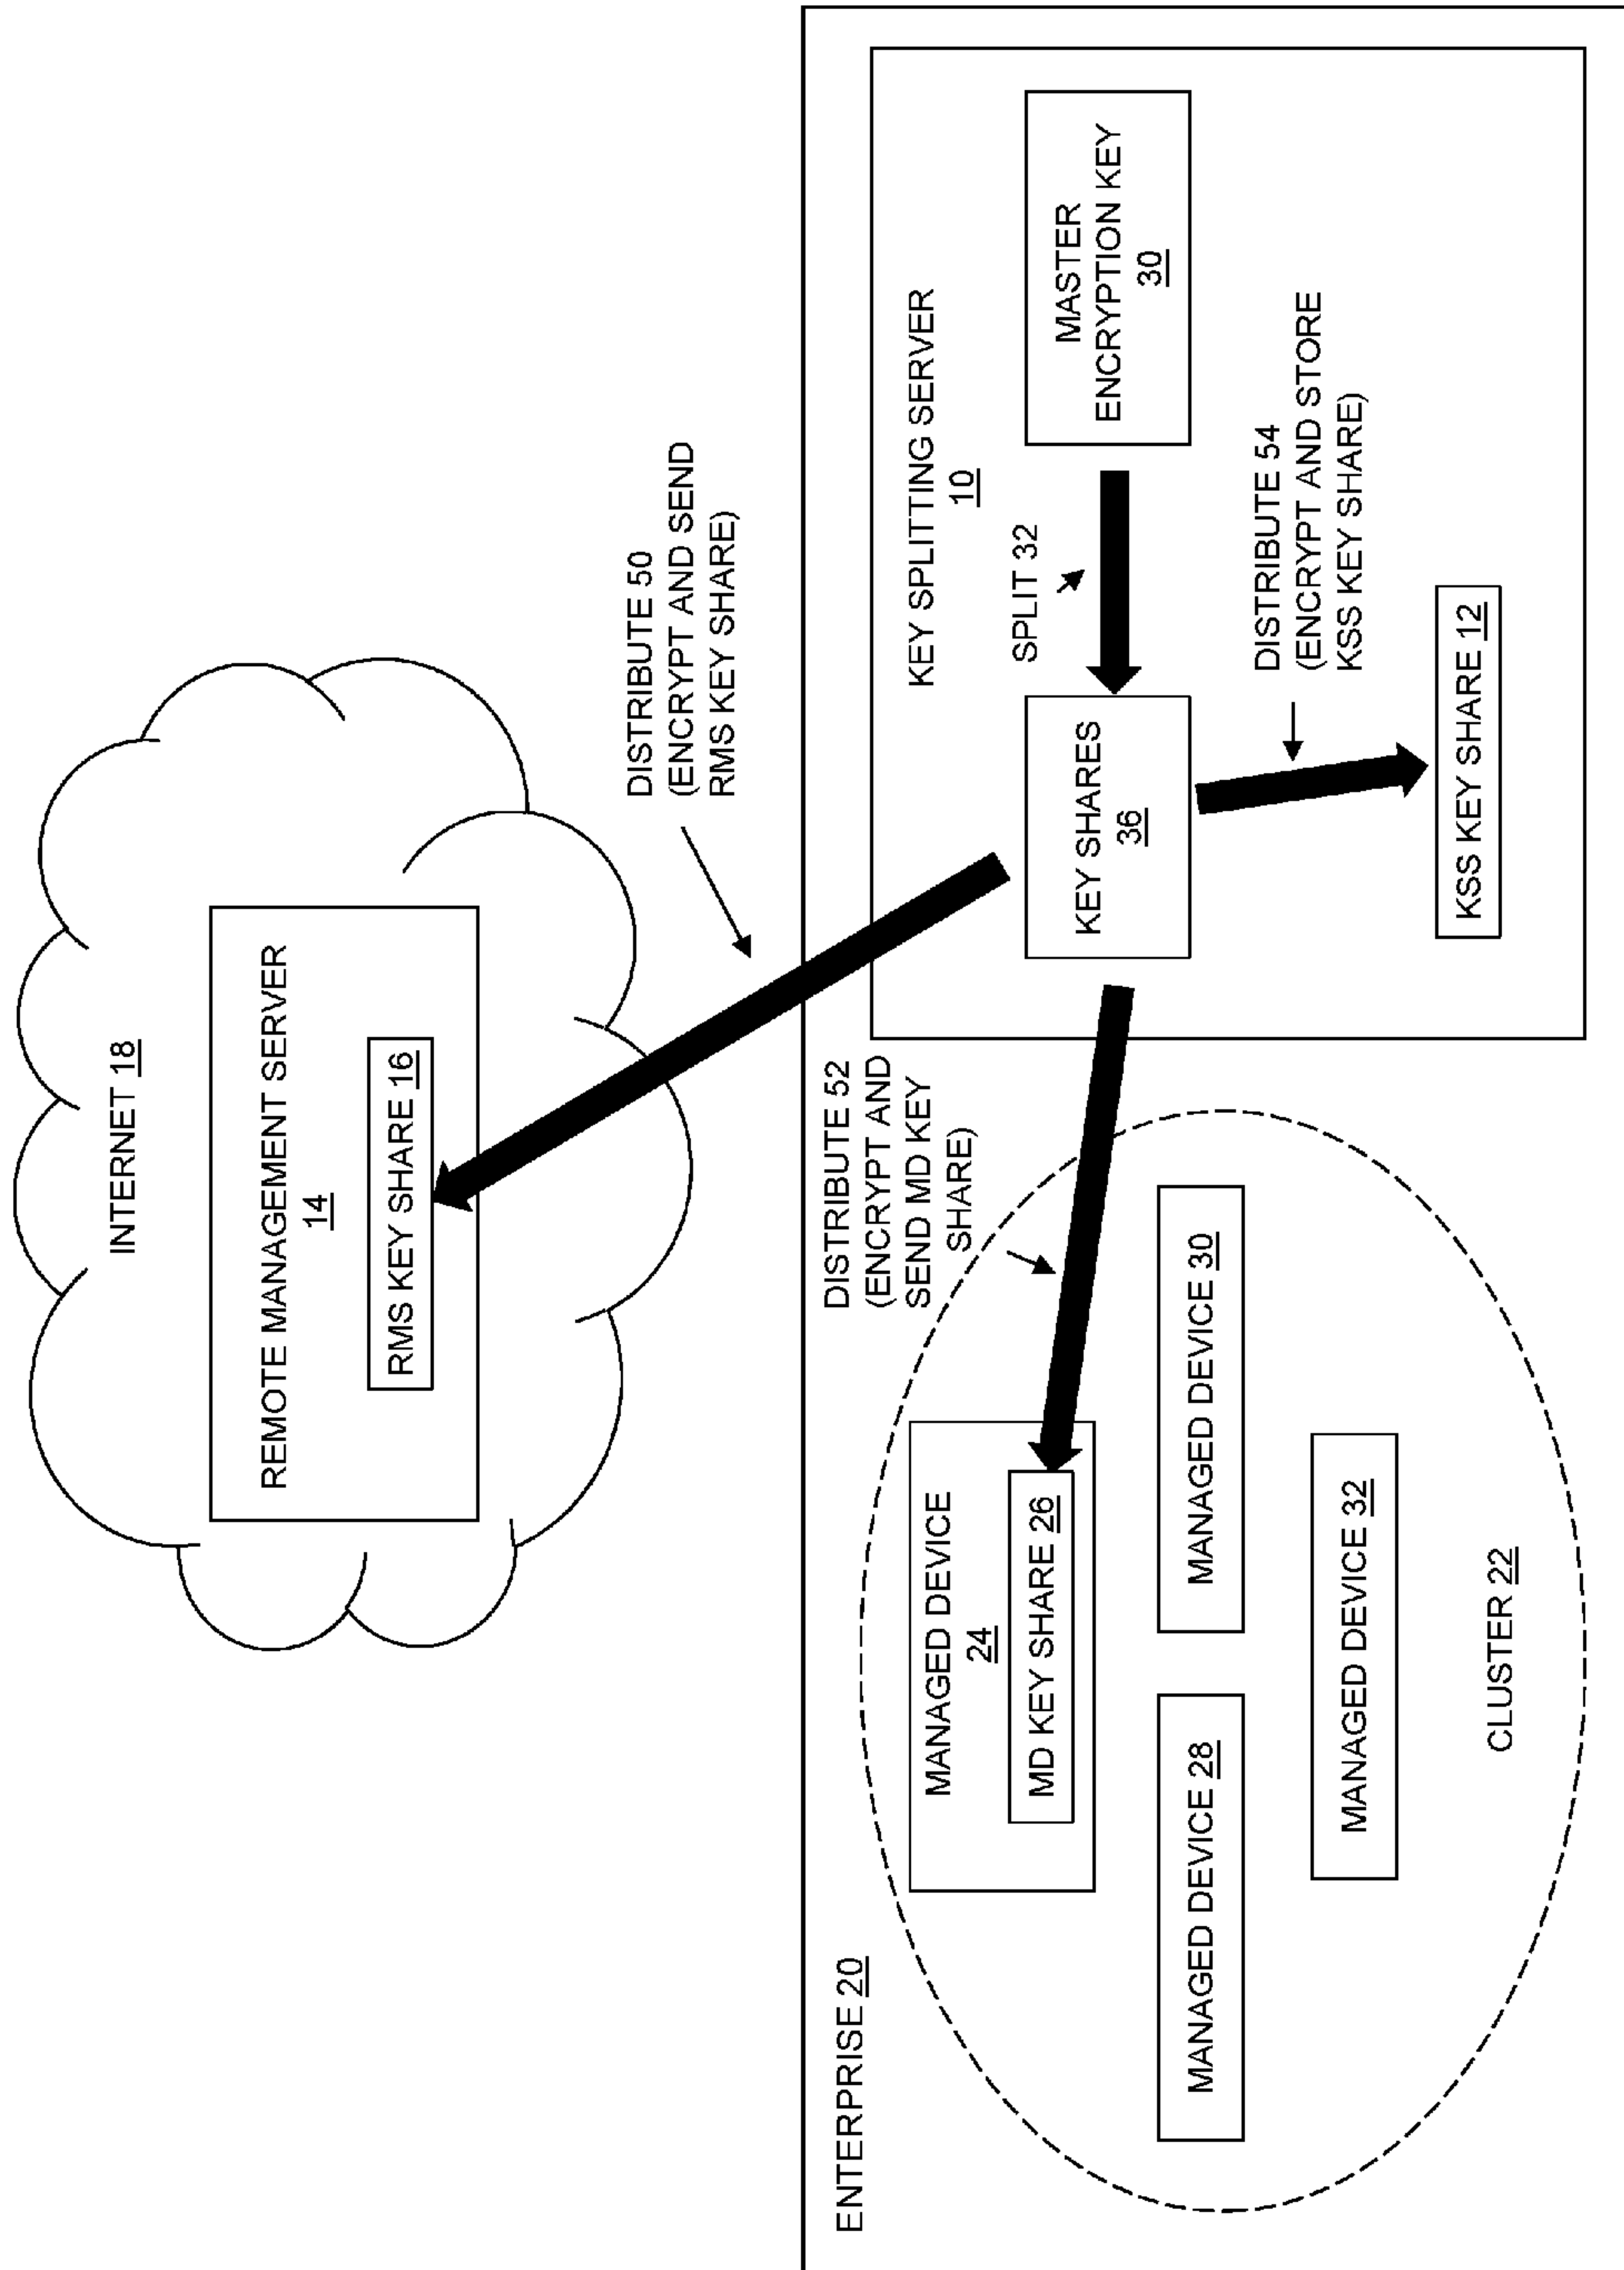 INTERNET 18
REMOTE MANAGEMENT SERVER
14
RMS KEY SHARE 16
DISTRIBUTE 50
(ENCRYPT AND SEND
RMS KEY SHARE)
ENTERPRISE 20
MANAGED DEVICE
24
MD KEY SHARE 26
MANAGED DEVICE 28
MANAGED DEVICE 30
MANAGED DEVICE 32
CLUSTER 22
DISTRIBUTE 52
(ENCRYPT AND
SEND MD KEY
SHARE)
KEY SPLITTING SERVER
10
KEY SHARES
36
SPLIT 32
MASTER
ENCRYPTION KEY
30
DISTRIBUTE 54
(ENCRYPT AND STORE
KSS KEY SHARE)
KSS KEY SHARE 12